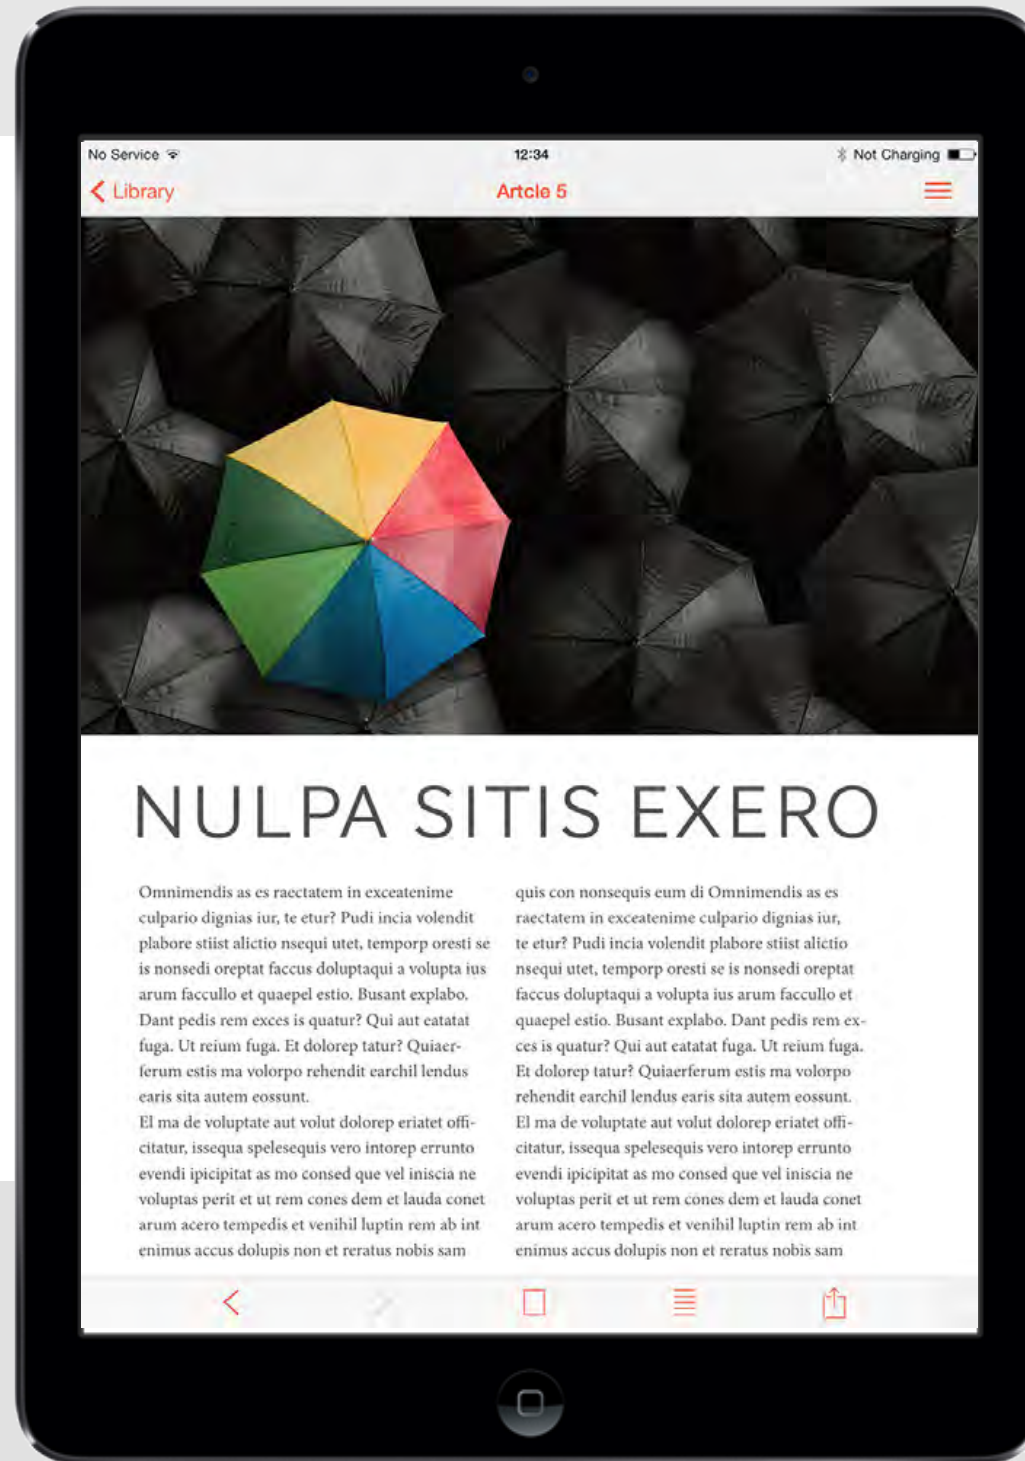 No Service
12:34
Not Charging
Library
Artcle 5
NULPA SITIS EXERO
Omnimendis as es raectatem in exceatenime
culpario dignias iur, te etur? Pudi incia volendit
plabore stiist alictio nsequi utet, temporp oresti se
is nonsedi oreptat faccus doluptaqui a volupta ius
arum faccullo et quaepel estio. Busant explabo.
Dant pedis rem exces is quatur? Qui aut eatatat
fuga. Ut reium fuga. Et dolorep tatur? Quiaer-
ferum estis ma volorpo rehendit earchil lendus
earis sita autem eossunt.
El ma de voluptate aut volut dolorep eriatet offi-
citatur, issequa spelesequis vero intorep errunto
evendi ipicipitat as mo consed que vel iniscia ne
voluptas perit et ut rem cones dem et lauda conet
arum acero tempedis et venihil luptin rem ab int
enimus accus dolupis non et reratus nobis sam
quis con nonsequis eum di Omnimendis as es
raectatem in exceatenime culpario dignias iur,
te etur? Pudi incia volendit plabore stiist alictio
nsequi utet, temporp oresti se is nonsedi oreptat
faccus doluptaqui a volupta ius arum faccullo et
quaepel estio. Busant explabo. Dant pedis rem ex-
ces is quatur? Qui aut eatatat fuga. Ut reium fuga.
Et dolorep tatur? Quiaerferum estis ma volorpo
rehendit earchil lendus earis sita autem eossunt.
El ma de voluptate aut volut dolorep eriatet offi-
citatur, issequa spelesequis vero intorep errunto
evendi ipicipitat as mo consed que vel iniscia ne
voluptas perit et ut rem cones dem et lauda conet
arum acero tempedis et venihil luptin rem ab int
enimus accus dolupis non et reratus nobis sam